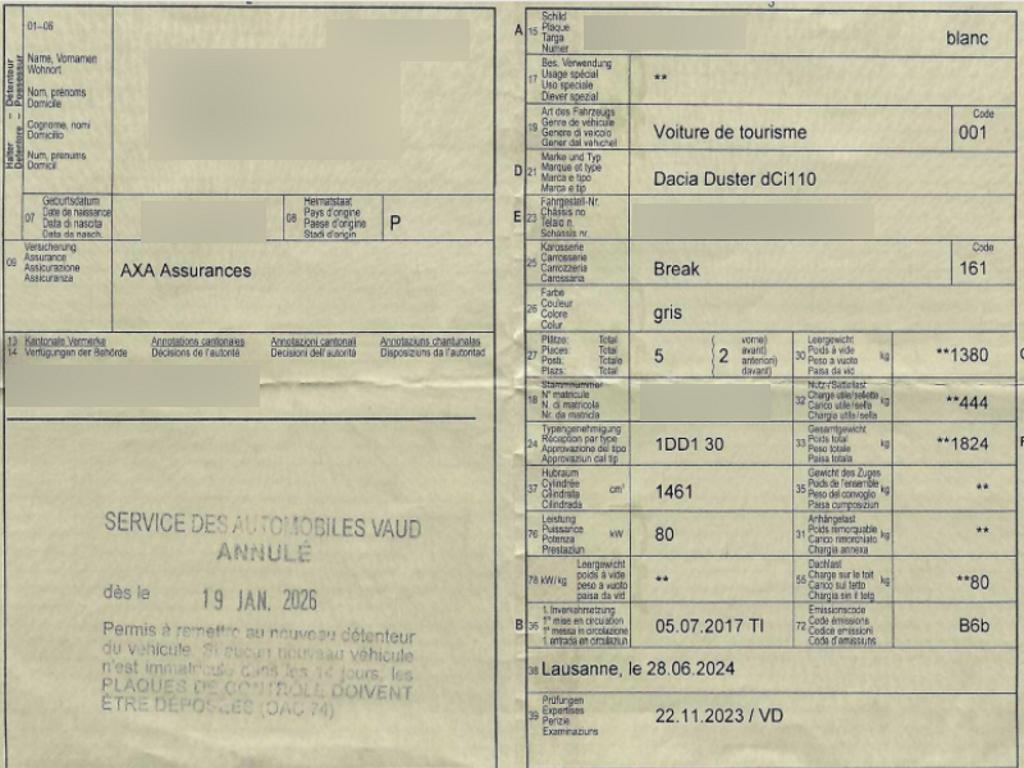 01–06
Halter – Détenteur
Detentore – Possessur
Name, Vornamen
Wohnort
Nom, prénoms
Domicile
Cognome, nomi
Domicilio
Num, prenums
Domicil
07
Geburtsdatum
Date de naissance
Data di nascita
Data da nasch.
08
Heimatstaat
Pays d'origine
Paese d'origine
Stadi d'origin
P
09
Versicherung
Assurance
Assicurazione
Assicuranza
AXA Assurances
13 Kantonale Vermerke Annotations cantonales Annotazioni cantonali Annotaziuns chantunalas
14 Verfügungen der Behörde Décisions de l'autorité Decisioni dell'autorità Disposiziuns da l'autoritad
SERVICE DES AUTOMOBILES VAUD
ANNULÉ
dès le 19 JAN. 2026
Permis à remettre au nouveau détenteur
du véhicule. Si aucun nouveau véhicule
n'est immatriculé dans les 14 jours, les
PLAQUES DE CONTRÔLE DOIVENT
ÊTRE DÉPOSÉES (OAC 74)
A 15
Schild
Plaque
Targa
Numer
blanc
17
Bes. Verwendung
Usage spécial
Uso speciale
Diever spezial
**
19
Art des Fahrzeugs
Genre de véhicule
Genere di veicolo
Gener dal vehichel
Voiture de tourisme
Code
001
D 21
Marke und Typ
Marque et type
Marca e tipo
Marca e tip
Dacia Duster dCi110
E 23
Fahrgestell-Nr.
Châssis no
Telaio n.
Schassis nr.
25
Karosserie
Carrosserie
Carrozzeria
Carossaria
Break
Code
161
26
Farbe
Couleur
Colore
Colur
gris
27
Plätze: Total
Places: Total
Posti: Totale
Plazs: Total
5
2
vorne)
avant)
anteriori)
davant)
30
Leergewicht
Poids à vide
Peso a vuoto
Paisa da vid
kg
**1380
18
Stammnummer
N° matricule
N. di matricola
Nr. da matricla
32
Nutz-/Sattellast
Charge utile/sellette
Carico utile/sella
Chargia utila/sella
kg
**444
24
Typengenehmigung
Réception par type
Approvazione del tipo
Approvaziun dal tip
1DD1 30
33
Gesamtgewicht
Poids total
Peso totale
Paisa totala
kg
**1824
37
Hubraum
Cylindrée
Cilindrata
Cilindrada
cm³
1461
35
Gewicht des Zuges
Poids de l'ensemble
Peso del convoglio
Paisa cumposiziun
kg
**
76
Leistung
Puissance
Potenza
Prestaziun
kW
80
31
Anhängelast
Poids remorquable
Carico rimorchiato
Chargia annexa
kg
**
78 kW/kg
Leergewicht
poids à vide
peso a vuoto
paisa da vid
**
55
Dachlast
Charge sur le toit
Carico sul tetto
Chargia sin il tetg
kg
**80
B 36
1. Inverkehrsetzung
1re mise en circulation
1a messa in circolazione
1. entrada en circulaziun
05.07.2017 TI
72
Emissionscode
Code émissions
Codice emissioni
Code d'emissiuns
B6b
38 Lausanne, le 28.06.2024
39
Prüfungen
Expertises
Perizie
Examinaziuns
22.11.2023 / VD